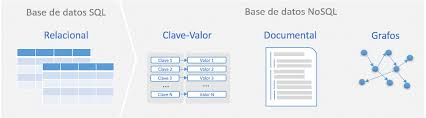 Base de datos SQL
Base de datos NoSQL
Relacional
Clave-Valor
Documental
Grafos
Clave 1 Valor 1
Clave 2 Valor 2
Clave 3 Valor 3
... ...
Clave N Valor N